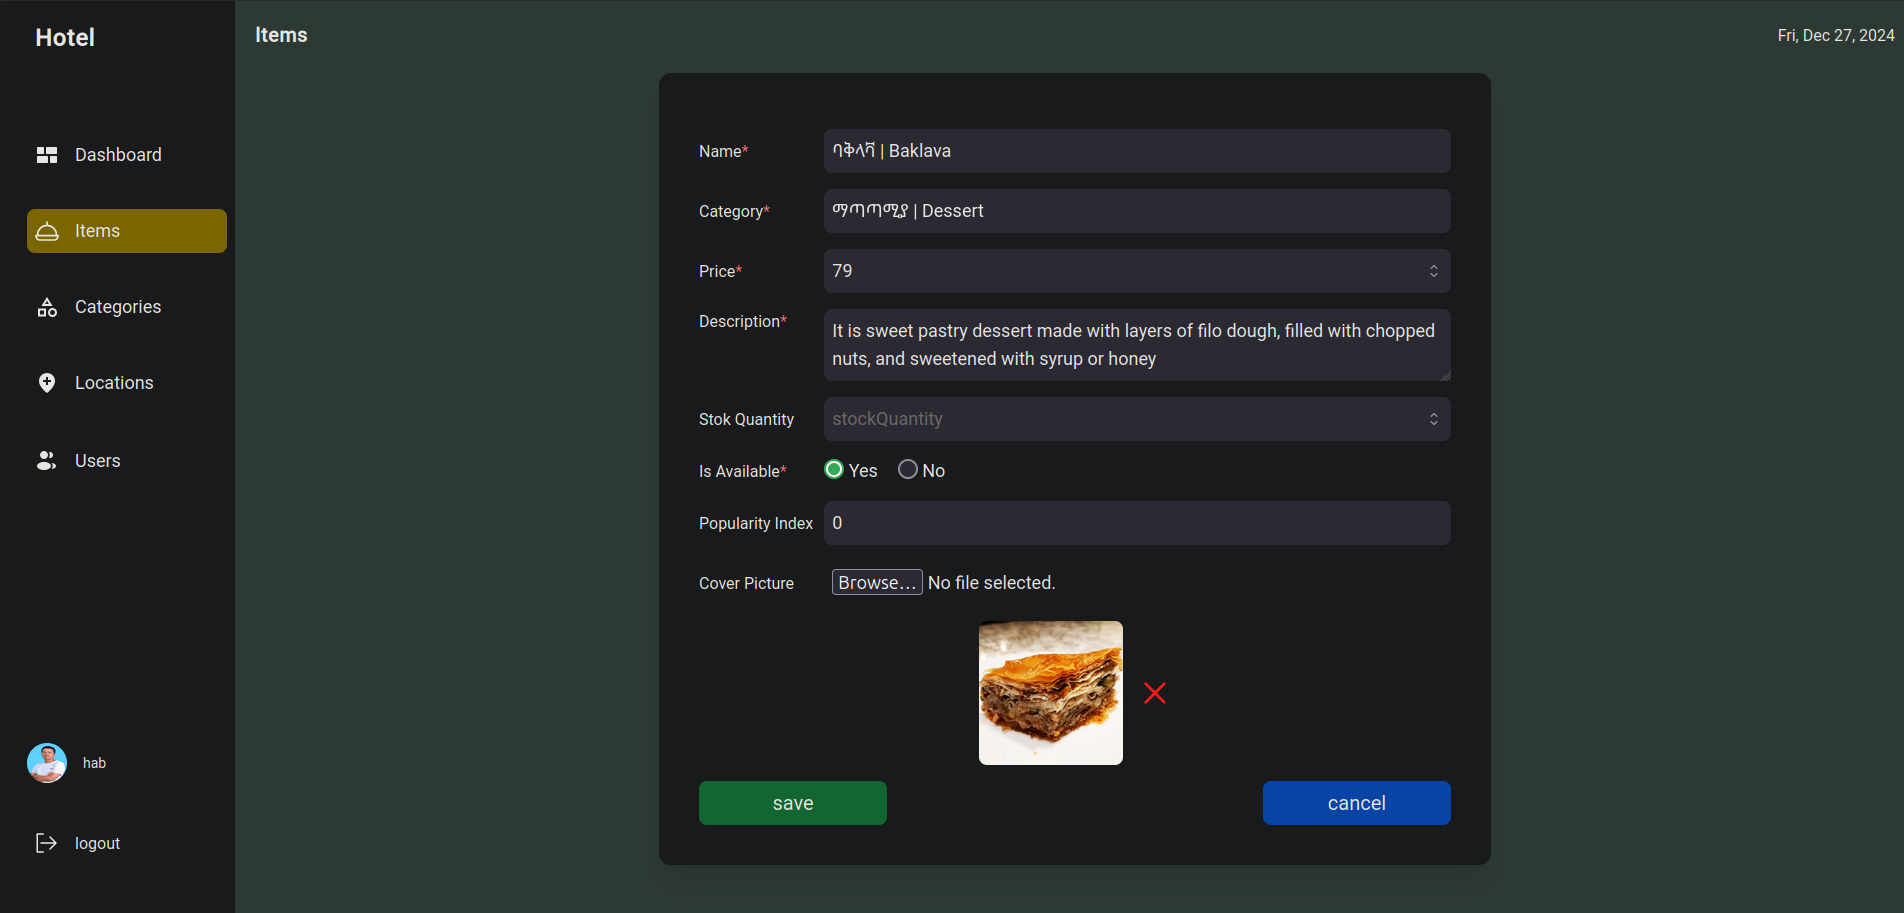 Hotel
Items
Fri, Dec 27, 2024
Dashboard
Items
Categories
Locations
Users
hab
logout
Name*
ባቅላቫ | Baklava
Category*
ማጣጣሚያ | Dessert
Price*
79
Description*
It is sweet pastry dessert made with layers of filo dough, filled with chopped
nuts, and sweetened with syrup or honey
Stok Quantity
stockQuantity
Is Available*
Yes
No
Popularity Index
0
Cover Picture
Browse...
No file selected.
save
cancel